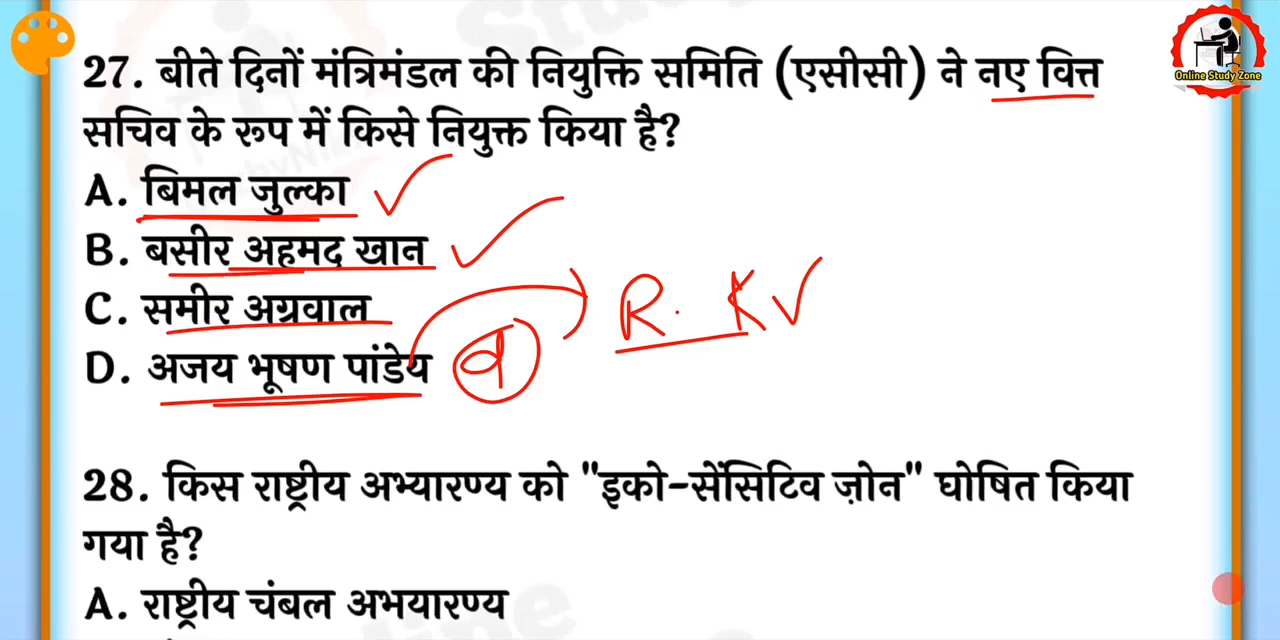 Online Study Zone
27. बीते दिनों मंत्रिमंडल की नियुक्ति समिति (एसीसी) ने नए वित्त
सचिव के रूप में किसे नियुक्त किया है?
A. बिमल जुल्का
B. बसीर अहमद खान
C. समीर अग्रवाल
R. K
D. अजय भूषण पांडेय
28. किस राष्ट्रीय अभ्यारण्य को "इको-सेंसिटिव ज़ोन" घोषित किया
गया है?
A. राष्ट्रीय चंबल अभयारण्य